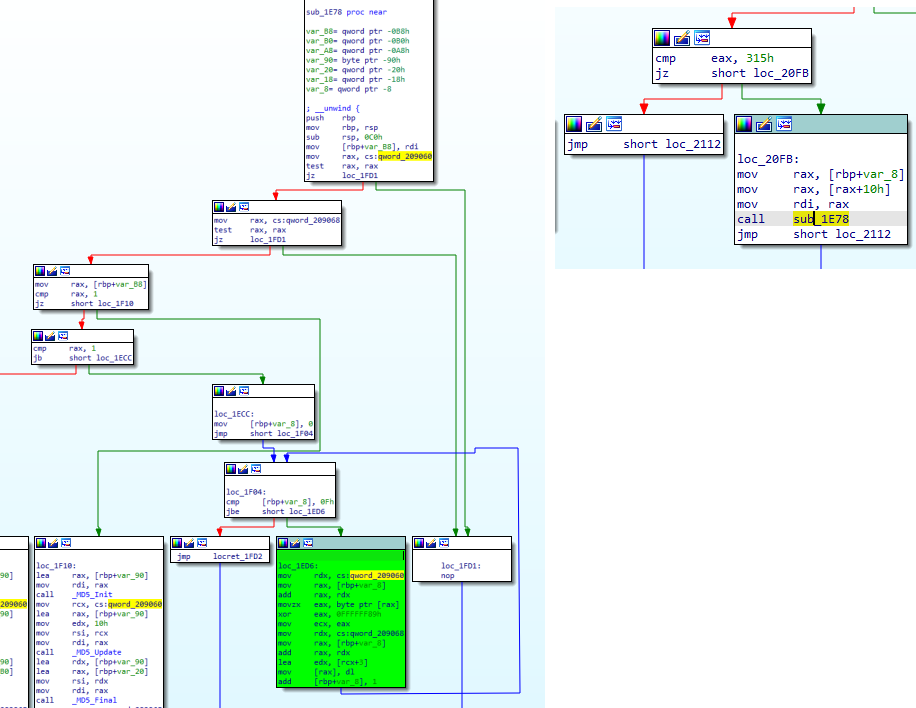 sub_1E78 proc near
var_B8= qword ptr -0B8h
var_B0= qword ptr -0B0h
var_A8= qword ptr -0A8h
var_90= byte ptr -90h
var_20= qword ptr -20h
var_18= qword ptr -18h
var_8= qword ptr -8
; __unwind {
push rbp
mov rbp, rsp
sub rsp, 0C0h
mov [rbp+var_B8], rdi
mov rax, cs:qword_209060
test rax, rax
jz loc_1FD1
mov rax, cs:qword_209068
test rax, rax
jz loc_1FD1
mov rax, [rbp+var_B8]
cmp rax, 1
jz short loc_1F10
cmp rax, 1
jb short loc_1ECC
loc_1ECC:
mov [rbp+var_8], 0
jmp short loc_1F04
loc_1F04:
cmp [rbp+var_8], 0Fh
jbe short loc_1ED6
90]
209060
90]
90]
80]
loc_1F10:
lea rax, [rbp+var_90]
mov rdi, rax
call _MD5_Init
mov rcx, cs:qword_209060
lea rax, [rbp+var_90]
mov edx, 10h
mov rsi, rcx
mov rdi, rax
call _MD5_Update
lea rdx, [rbp+var_90]
lea rax, [rbp+var_20]
mov rsi, rdx
mov rdi, rax
call _MD5_Final
jmp locret_1FD2
loc_1ED6:
mov rdx, cs:qword_209060
mov rax, [rbp+var_8]
add rax, rdx
movzx eax, byte ptr [rax]
xor eax,
mov ecx, eax
mov rdx, cs:qword_209068
mov rax, [rbp+var_8]
add rax, rdx
lea edx, [rcx+3]
mov [rax], dl
add [rbp+var_8], 1
loc_1FD1:
nop
cmp eax, 315h
jz short loc_20FB
jmp short loc_2112
loc_20FB:
mov rax, [rbp+var_8]
mov rax, [rax+10h]
mov rdi, rax
call sub_1E78
jmp short loc_2112